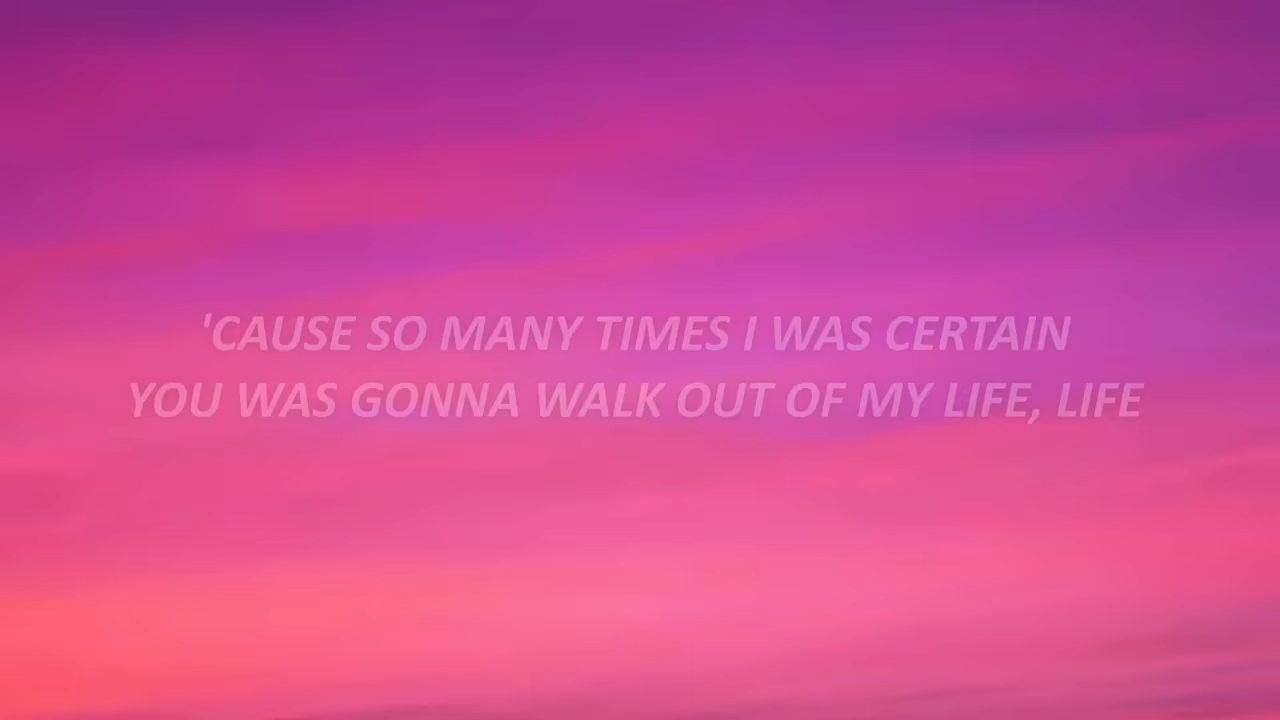 'CAUSE SO MANY TIMES I WAS CERTAIN
YOU WAS GONNA WALK OUT OF MY LIFE, LIFE